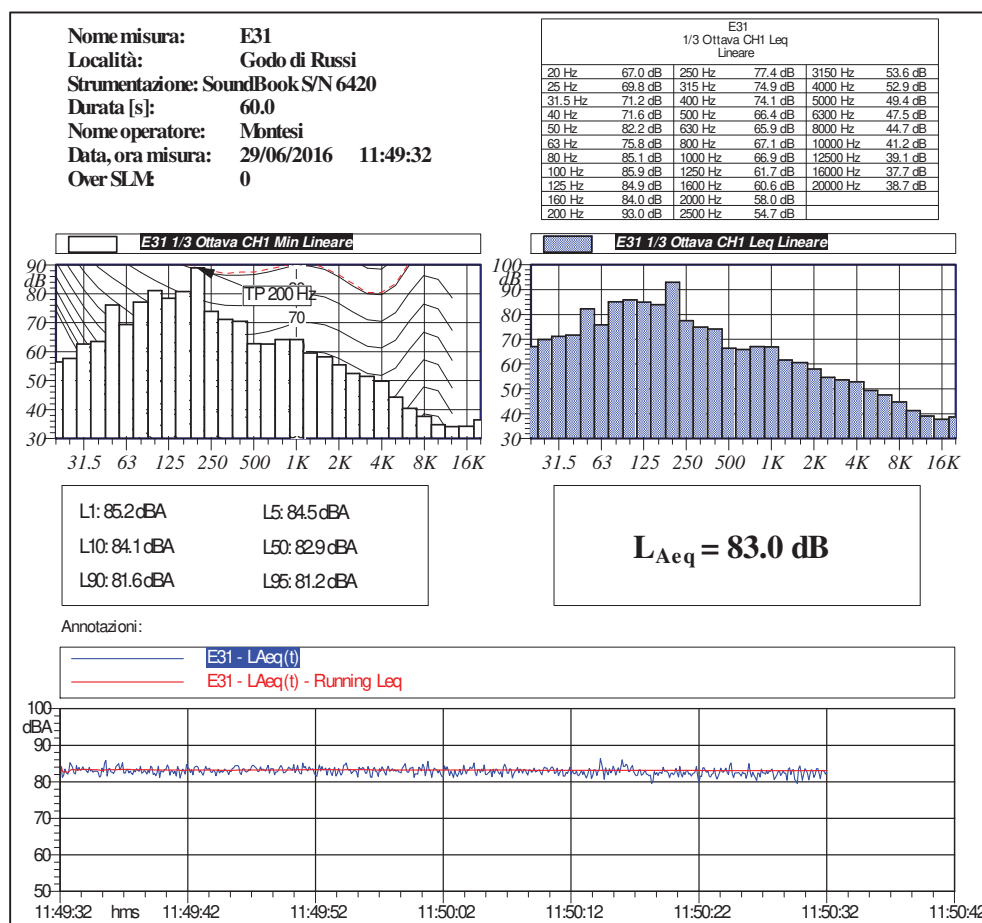 Nome misura: E31
Località: Godo di Russi
Strumentazione: SoundBook S/N 6420
Durata [s]: 60.0
Nome operatore: Montesi
Data, ora misura: 29/06/2016 11:49:32
Over SLM: 0
E31
1/3 Ottava CH1 Leq
Lineare
20 Hz 67.0 dB 250 Hz 77.4 dB 3150 Hz 53.6 dB
25 Hz 69.8 dB 315 Hz 74.9 dB 4000 Hz 52.9 dB
31.5 Hz 71.2 dB 400 Hz 74.1 dB 5000 Hz 49.4 dB
40 Hz 71.6 dB 500 Hz 66.4 dB 6300 Hz 47.5 dB
50 Hz 82.2 dB 630 Hz 65.9 dB 8000 Hz 44.7 dB
63 Hz 75.8 dB 800 Hz 67.1 dB 10000 Hz 41.2 dB
80 Hz 85.1 dB 1000 Hz 66.9 dB 12500 Hz 39.1 dB
100 Hz 85.9 dB 1250 Hz 61.7 dB 16000 Hz 37.7 dB
125 Hz 84.9 dB 1600 Hz 60.6 dB 20000 Hz 38.7 dB
160 Hz 84.0 dB 2000 Hz 58.0 dB
200 Hz 93.0 dB 2500 Hz 54.7 dB
E31 1/3 Ottava CH1 Min Lineare
90
dB
80
70
60
50
40
30
TP 200 Hz
70
31.5 63 125 250 500 1K 2K 4K 8K 16K
E31 1/3 Ottava CH1 Leq Lineare
100
dB
90
80
70
60
50
40
30
31.5 63 125 250 500 1K 2K 4K 8K 16K
L1: 85.2 dBA L5: 84.5 dBA
L10: 84.1 dBA L50: 82.9 dBA
L90: 81.6 dBA L95: 81.2 dBA
LAeq = 83.0 dB
Annotazioni:
E31 - LAeq(t)
E31 - LAeq(t) - Running Leq
100
dBA
90
80
70
60
50
11:49:32 hms 11:49:42 11:49:52 11:50:02 11:50:12 11:50:22 11:50:32 11:50:42